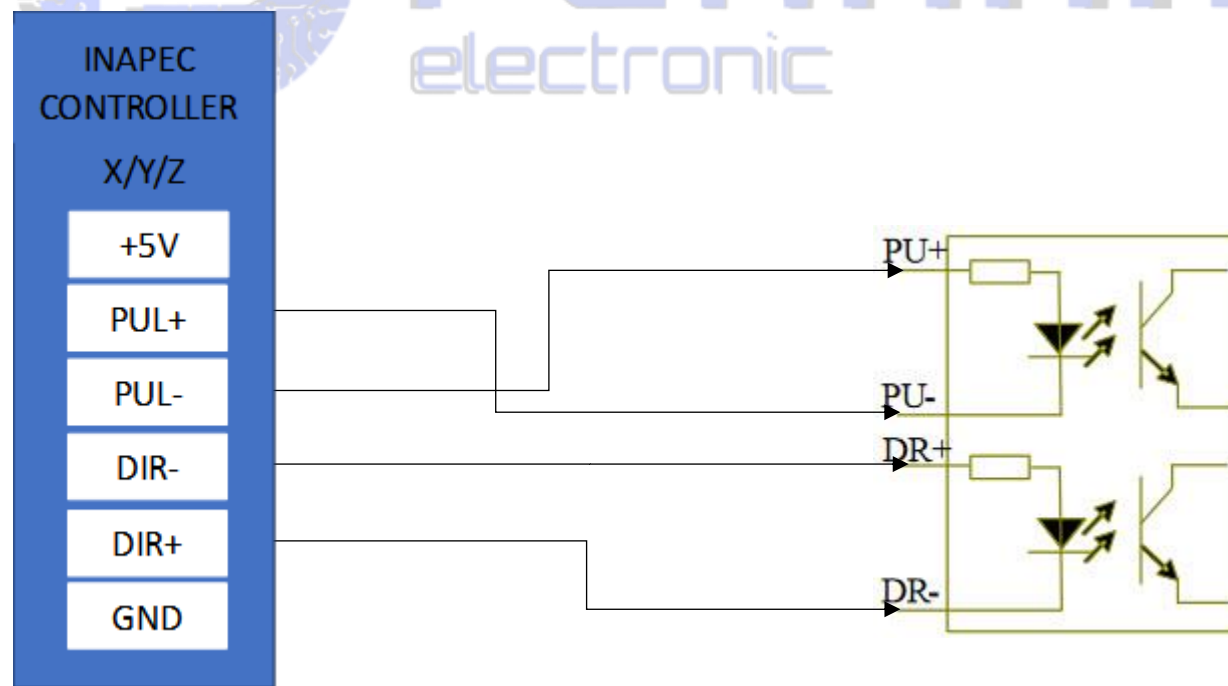 electronic
INAPEC
CONTROLLER
X/Y/Z
+5V
PUL+
PUL-
DIR-
DIR+
GND
PU+
PU-
DR+
DR-